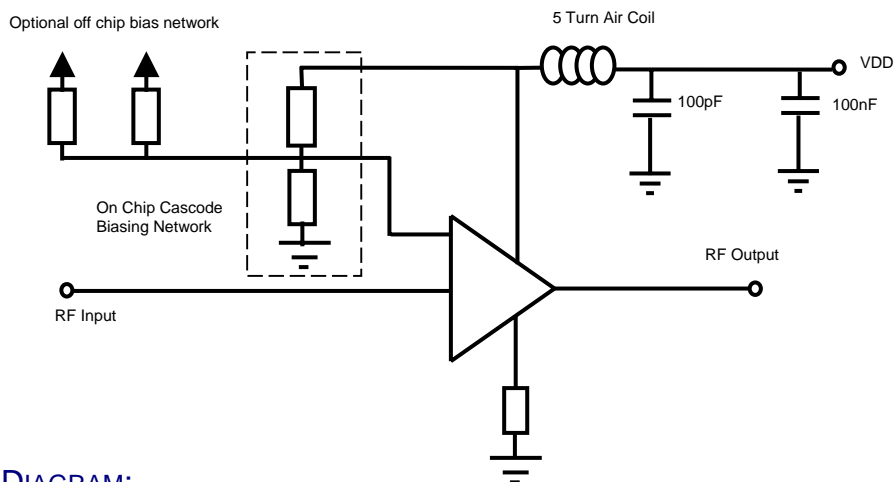 5 Turn Air Coil
Optional off chip bias network
VDD
100pF
100nF
On Chip Cascode
Biasing Network
RF Output
RF Input
DIAGRAM: